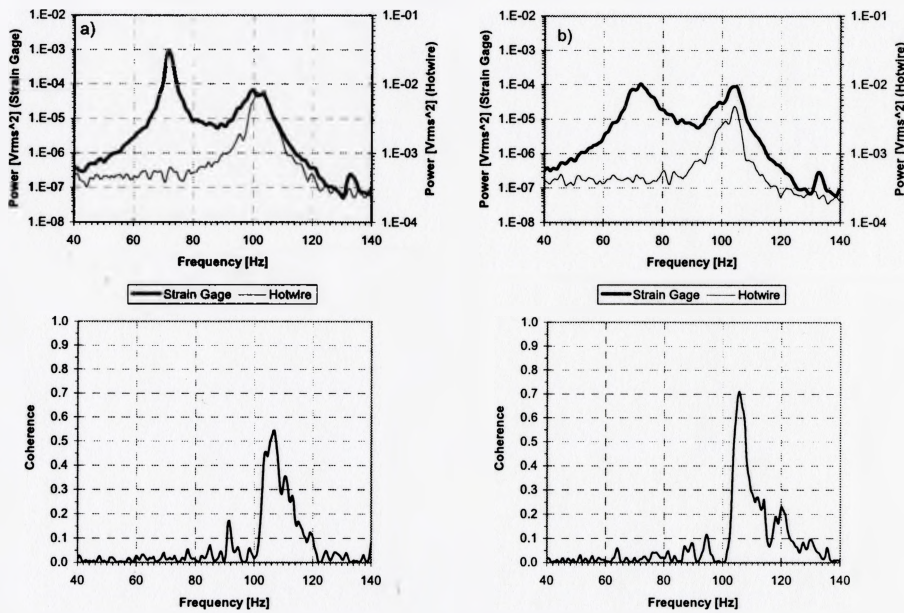 a)
1.E-02
1.E-03
1.E-04
1.E-05
1.E-06
1.E-07
1.E-08
Power [Vrms^2] (Strain Gage)
1.E-01
1.E-02
1.E-03
1.E-04
Power [Vrms^2] (Hotwire)
40 60 80 100 120 140
Frequency [Hz]
Strain Gage Hotwire
b)
1.E-02
1.E-03
1.E-04
1.E-05
1.E-06
1.E-07
1.E-08
Power [Vrms^2] (Strain Gage)
1.E-01
1.E-02
1.E-03
1.E-04
Power [Vrms^2] (Hotwire)
40 60 80 100 120 140
Frequency [Hz]
Strain Gage Hotwire
1.0
0.9
0.8
0.7
0.6
0.5
0.4
0.3
0.2
0.1
0.0
Coherence
40 60 80 100 120 140
Frequency [Hz]
1.0
0.9
0.8
0.7
0.6
0.5
0.4
0.3
0.2
0.1
0.0
Coherence
40 60 80 100 120 140
Frequency [Hz]